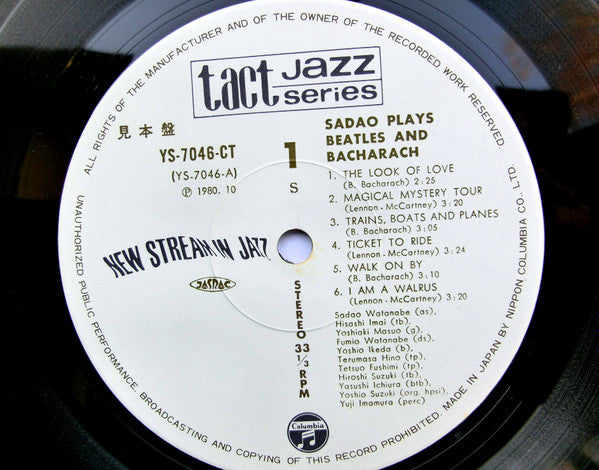 ALL RIGHTS OF THE MANUFACTURER AND OF THE OWNER OF THE RECORDED WORK RESERVED.
UNAUTHORIZED PUBLIC PERFORMANCE, BROADCASTING AND COPYING OF THIS RECORD PROHIBITED. MADE IN JAPAN BY NIPPON COLUMBIA CO., LTD.
tact JAZZ
series
見本盤
YS-7046-CT
(YS-7046-A)
Ⓟ 1980. 10
1
S
SADAO PLAYS
BEATLES AND
BACHARACH
1. THE LOOK OF LOVE
(B. Bacharach) 2:25
2. MAGICAL MYSTERY TOUR
(Lennon - McCartney) 3:20
3. TRAINS, BOATS AND PLANES
(B. Bacharach) 3:05
4. TICKET TO RIDE
(Lennon - McCartney) 3:24
5. WALK ON BY
(B. Bacharach) 3:10
6. I AM A WALRUS
(Lennon - McCartney) 3:20
Sadao Watanabe (as),
Hisashi Imai (tb),
Yoshiaki Masuo (g),
Fumio Watanabe (ds),
Yoshio Ikeda (b),
Terumasa Hino (tp),
Tetsuo Fushimi (tp),
Hiroshi Suzuki (tb),
Yasushi Ichiura (btb),
Yoshio Suzuki (org. hpsi),
Yuji Imamura (perc)
NEW STREAM IN JAZZ
JASRAC
STEREO 33 1/3 RPM
Columbia